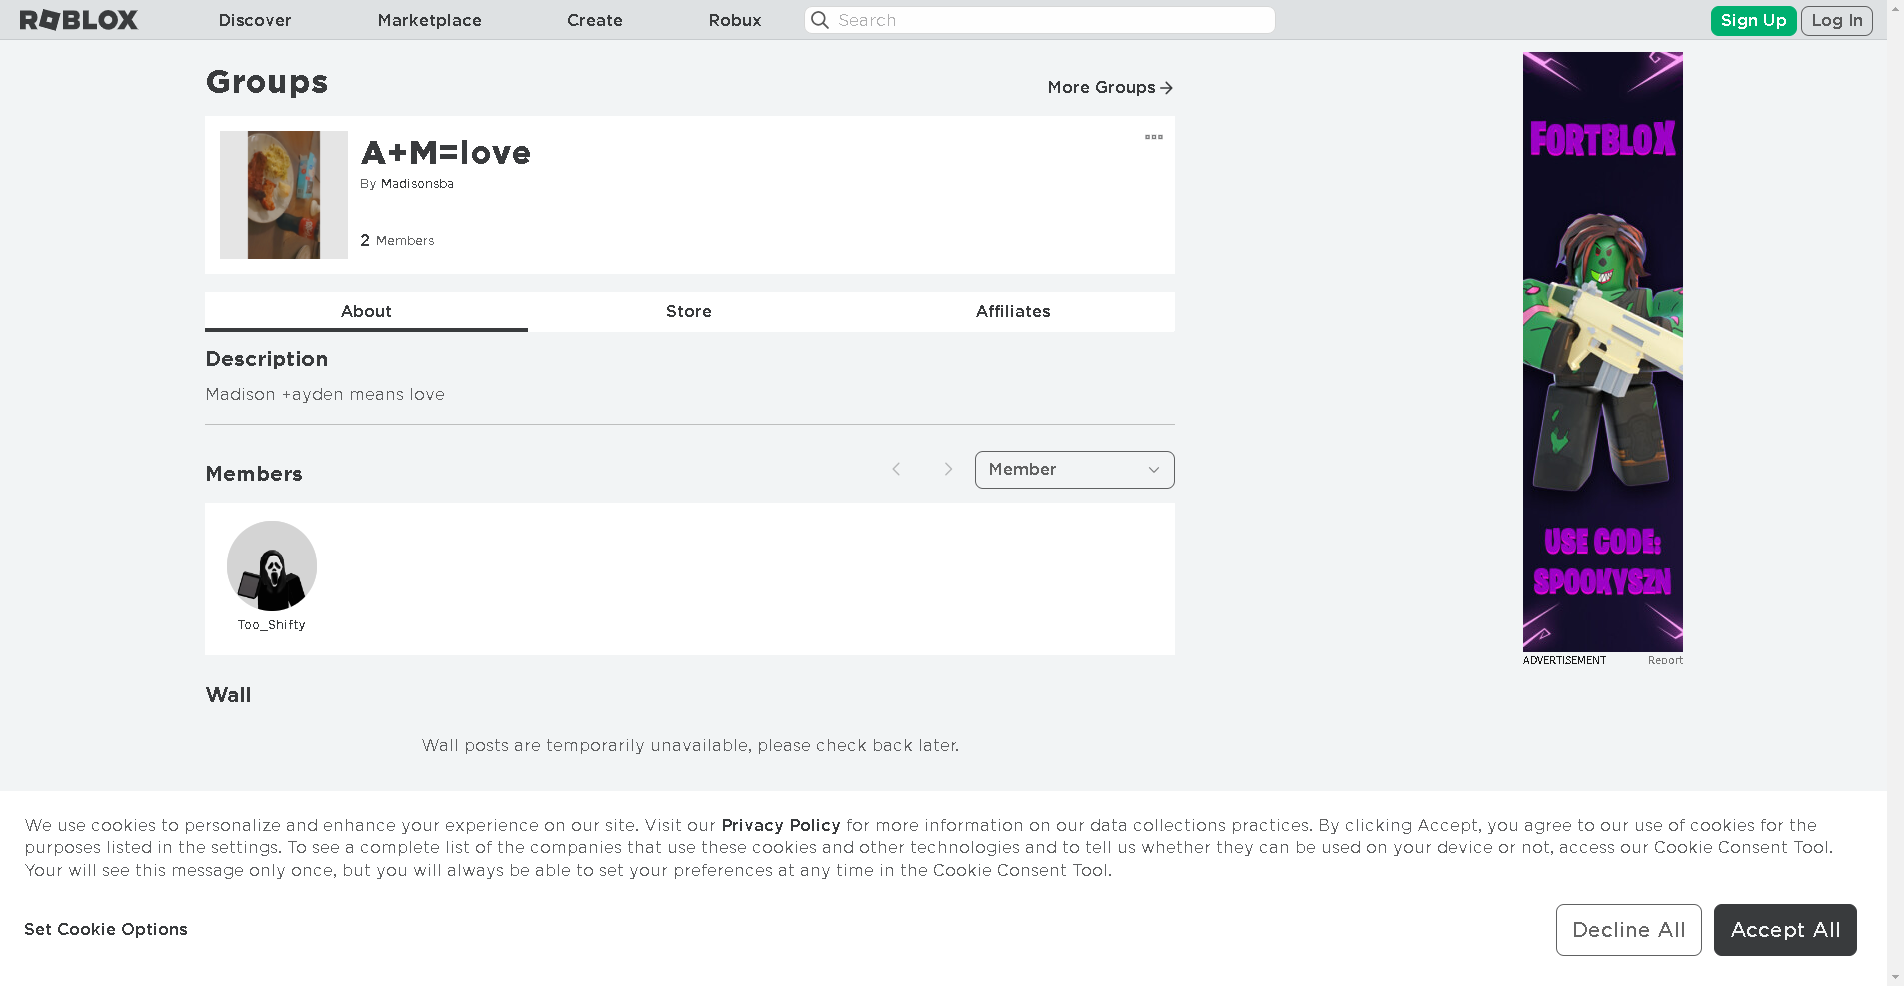 ROBLOX Discover Marketplace Create Robux Search Sign Up Log In
Groups
More Groups
A+M=love
By Madisonsba
2 Members
About Store Affiliates
Description
Madison +ayden means love
Members
Member
Too_Shifty
Wall
Wall posts are temporarily unavailable, please check back later.
FORTBLOX
USE CODE:
SPOOKYSZN
ADVERTISEMENT Report
We use cookies to personalize and enhance your experience on our site. Visit our Privacy Policy for more information on our data collections practices. By clicking Accept, you agree to our use of cookies for the
purposes listed in the settings. To see a complete list of the companies that use these cookies and other technologies and to tell us whether they can be used on your device or not, access our Cookie Consent Tool.
Your will see this message only once, but you will always be able to set your preferences at any time in the Cookie Consent Tool.
Set Cookie Options
Decline All
Accept All